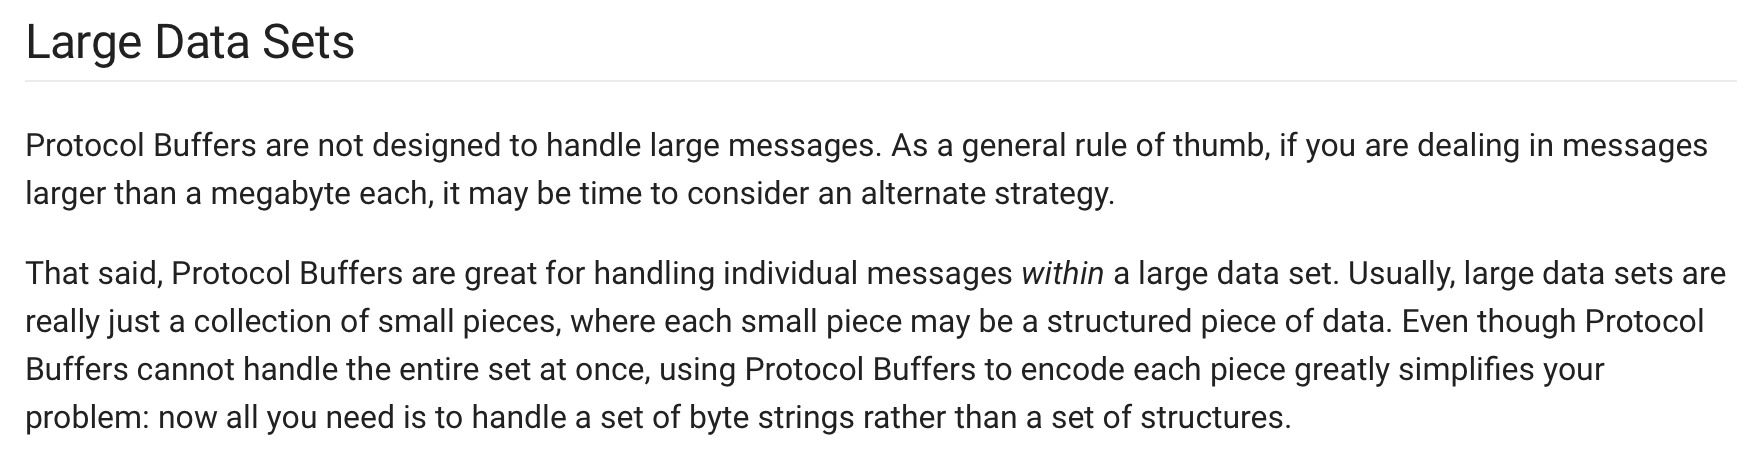 Large Data Sets
Protocol Buffers are not designed to handle large messages. As a general rule of thumb, if you are dealing in messages
larger than a megabyte each, it may be time to consider an alternate strategy.
That said, Protocol Buffers are great for handling individual messages within a large data set. Usually, large data sets are
really just a collection of small pieces, where each small piece may be a structured piece of data. Even though Protocol
Buffers cannot handle the entire set at once, using Protocol Buffers to encode each piece greatly simplifies your
problem: now all you need is to handle a set of byte strings rather than a set of structures.